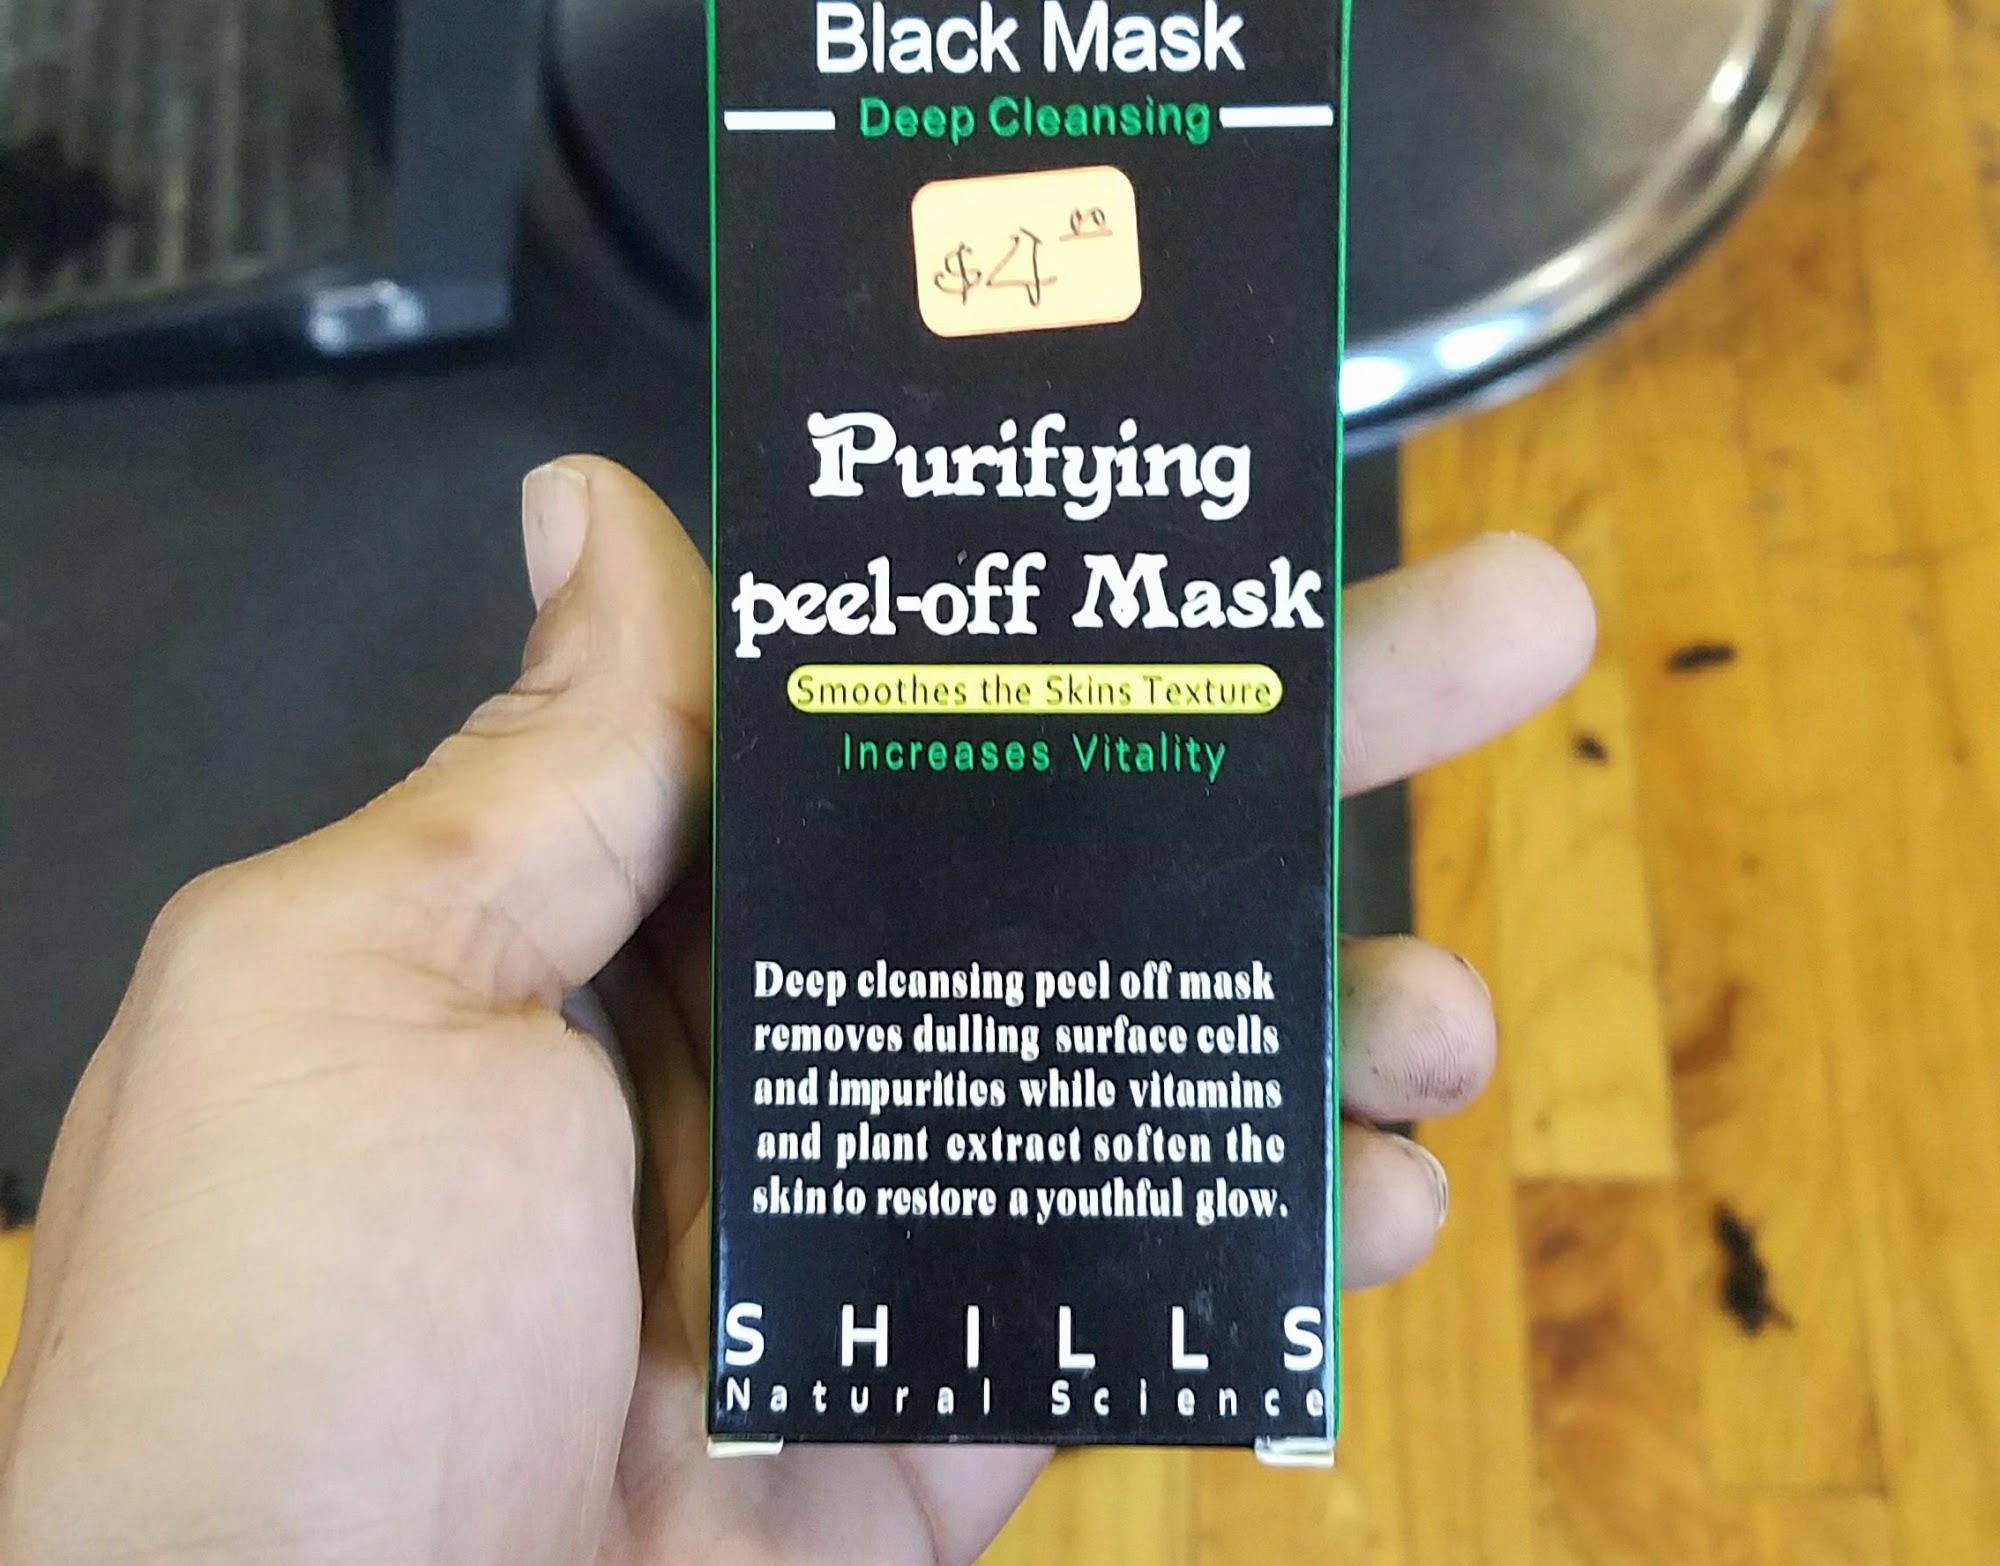 Black Mask
Deep Cleansing
$4.00
Purifying
peel-off Mask
Smoothes the Skins Texture
Increases Vitality
Deep cleansing peel off mask
removes dulling surface cells
and impurities while vitamins
and plant extract soften the
skin to restore a youthful glow.
SHILLS
Natural Science